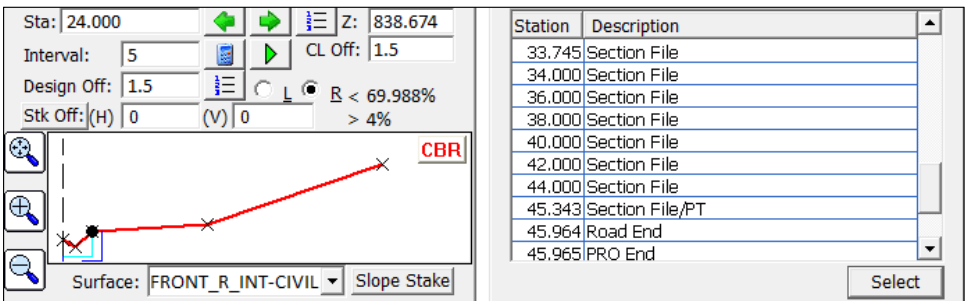 Sta: 24.000 Z: 838.674
Interval: 5 CL Off: 1.5
Design Off: 1.5 L R < 69.988%
Stk Off: (H) 0 (V) 0 > 4%
CBR
Surface: FRONT_R_INT-CIVIL Slope Stake
Station Description
33.745 Section File
34.000 Section File
36.000 Section File
38.000 Section File
40.000 Section File
42.000 Section File
44.000 Section File
45.343 Section File/PT
45.964 Road End
45.965 PRO End
Select